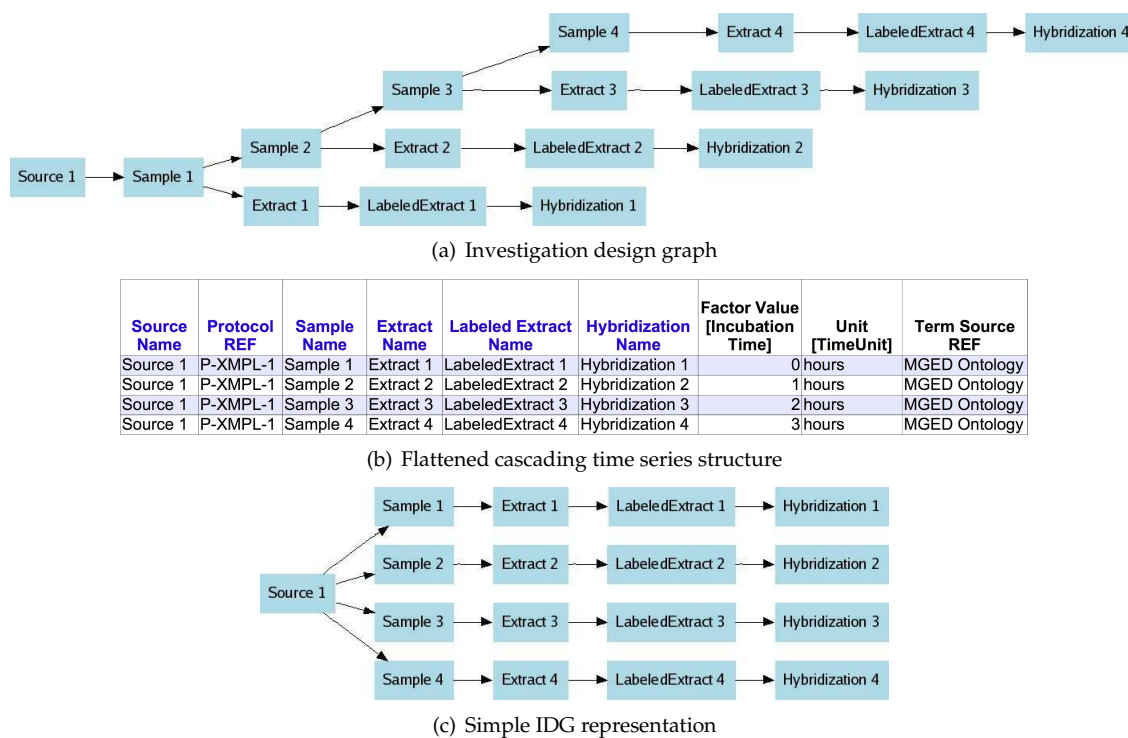 Sample 4 Extract 4 LabeledExtract 4 Hybridization 4
Sample 3 Extract 3 LabeledExtract 3 Hybridization 3
Sample 2 Extract 2 LabeledExtract 2 Hybridization 2
Source 1 Sample 1
Extract 1 LabeledExtract 1 Hybridization 1
(a) Investigation design graph
Source Name Protocol REF Sample Name Extract Name Labeled Extract Name Hybridization Name Factor Value [Incubation Time] Unit [TimeUnit] Term Source REF
Source 1 P-XMPL-1 Sample 1 Extract 1 LabeledExtract 1 Hybridization 1 0 hours MGED Ontology
Source 1 P-XMPL-1 Sample 2 Extract 2 LabeledExtract 2 Hybridization 2 1 hours MGED Ontology
Source 1 P-XMPL-1 Sample 3 Extract 3 LabeledExtract 3 Hybridization 3 2 hours MGED Ontology
Source 1 P-XMPL-1 Sample 4 Extract 4 LabeledExtract 4 Hybridization 4 3 hours MGED Ontology
(b) Flattened cascading time series structure
Sample 1 Extract 1 LabeledExtract 1 Hybridization 1
Sample 2 Extract 2 LabeledExtract 2 Hybridization 2
Source 1
Sample 3 Extract 3 LabeledExtract 3 Hybridization 3
Sample 4 Extract 4 LabeledExtract 4 Hybridization 4
(c) Simple IDG representation